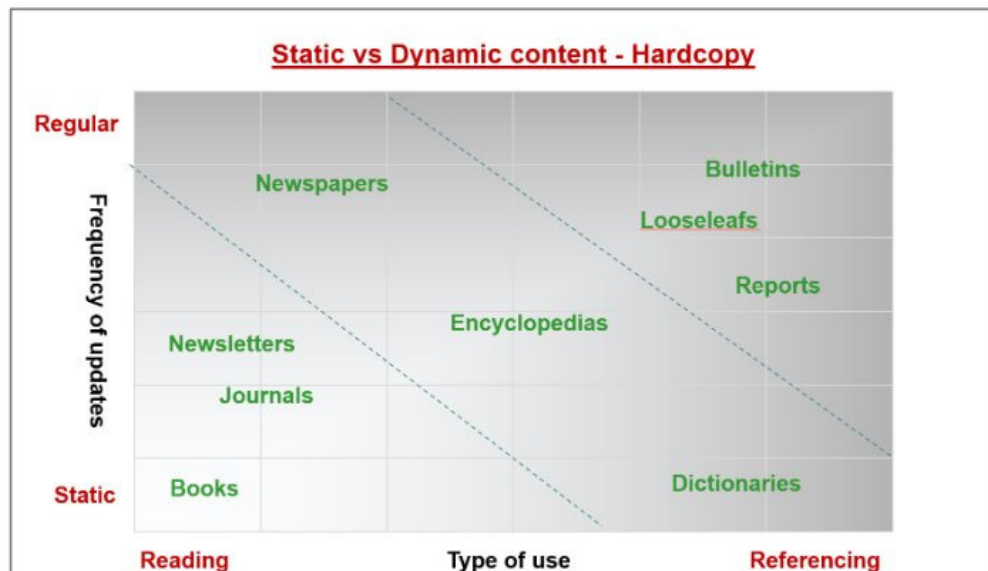 Static vs Dynamic content - Hardcopy
Regular
Bulletins
Newspapers
Looseleafs
Reports
Frequency of updates
Encyclopedias
Newsletters
Journals
Static
Books
Dictionaries
Reading
Type of use
Referencing